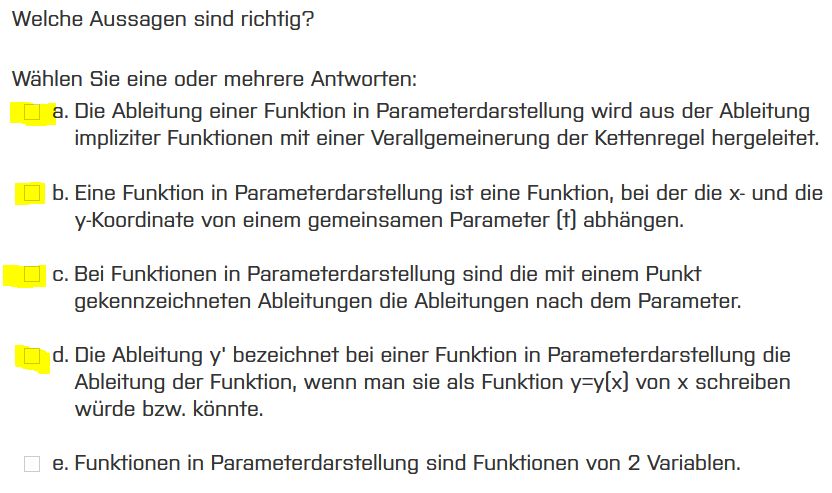 Welche Aussagen sind richtig?
Wählen Sie eine oder mehrere Antworten:
a. Die Ableitung einer Funktion in Parameterdarstellung wird aus der Ableitung
impliziter Funktionen mit einer Verallgemeinerung der Kettenregel hergeleitet.
b. Eine Funktion in Parameterdarstellung ist eine Funktion, bei der die x- und die
y-Koordinate von einem gemeinsamen Parameter (t) abhängen.
c. Bei Funktionen in Parameterdarstellung sind die mit einem Punkt
gekennzeichneten Ableitungen die Ableitungen nach dem Parameter.
d. Die Ableitung y' bezeichnet bei einer Funktion in Parameterdarstellung die
Ableitung der Funktion, wenn man sie als Funktion y=y(x) von x schreiben
würde bzw. könnte.
e. Funktionen in Parameterdarstellung sind Funktionen von 2 Variablen.